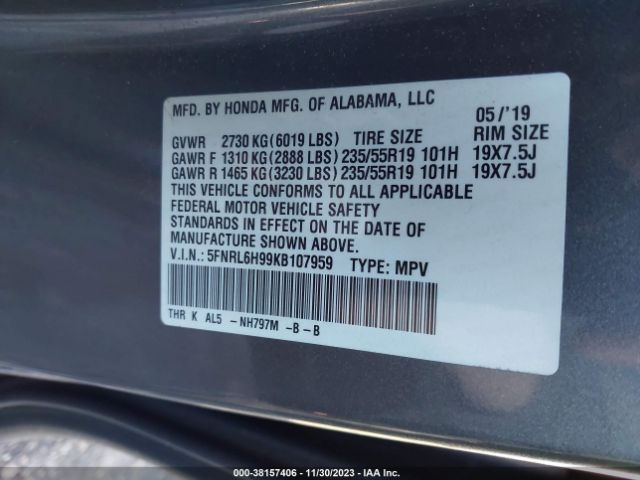 MFD. BY HONDA MFG. OF ALABAMA, LLC 05/'19
GVWR 2730 KG(6019 LBS) TIRE SIZE RIM SIZE
GAWR F 1310 KG(2888 LBS) 235/55R19 101H 19X7.5J
GAWR R 1465 KG(3230 LBS) 235/55R19 101H 19X7.5J
THIS VEHICLE CONFORMS TO ALL APPLICABLE
FEDERAL MOTOR VEHICLE SAFETY
STANDARDS IN EFFECT ON THE DATE OF
MANUFACTURE SHOWN ABOVE.
V.I.N.: 5FNRL6H99KB107959 TYPE: MPV
THR K AL5 -NH797M -B-B
000-38157406 - 11/30/2023 - IAA Inc.